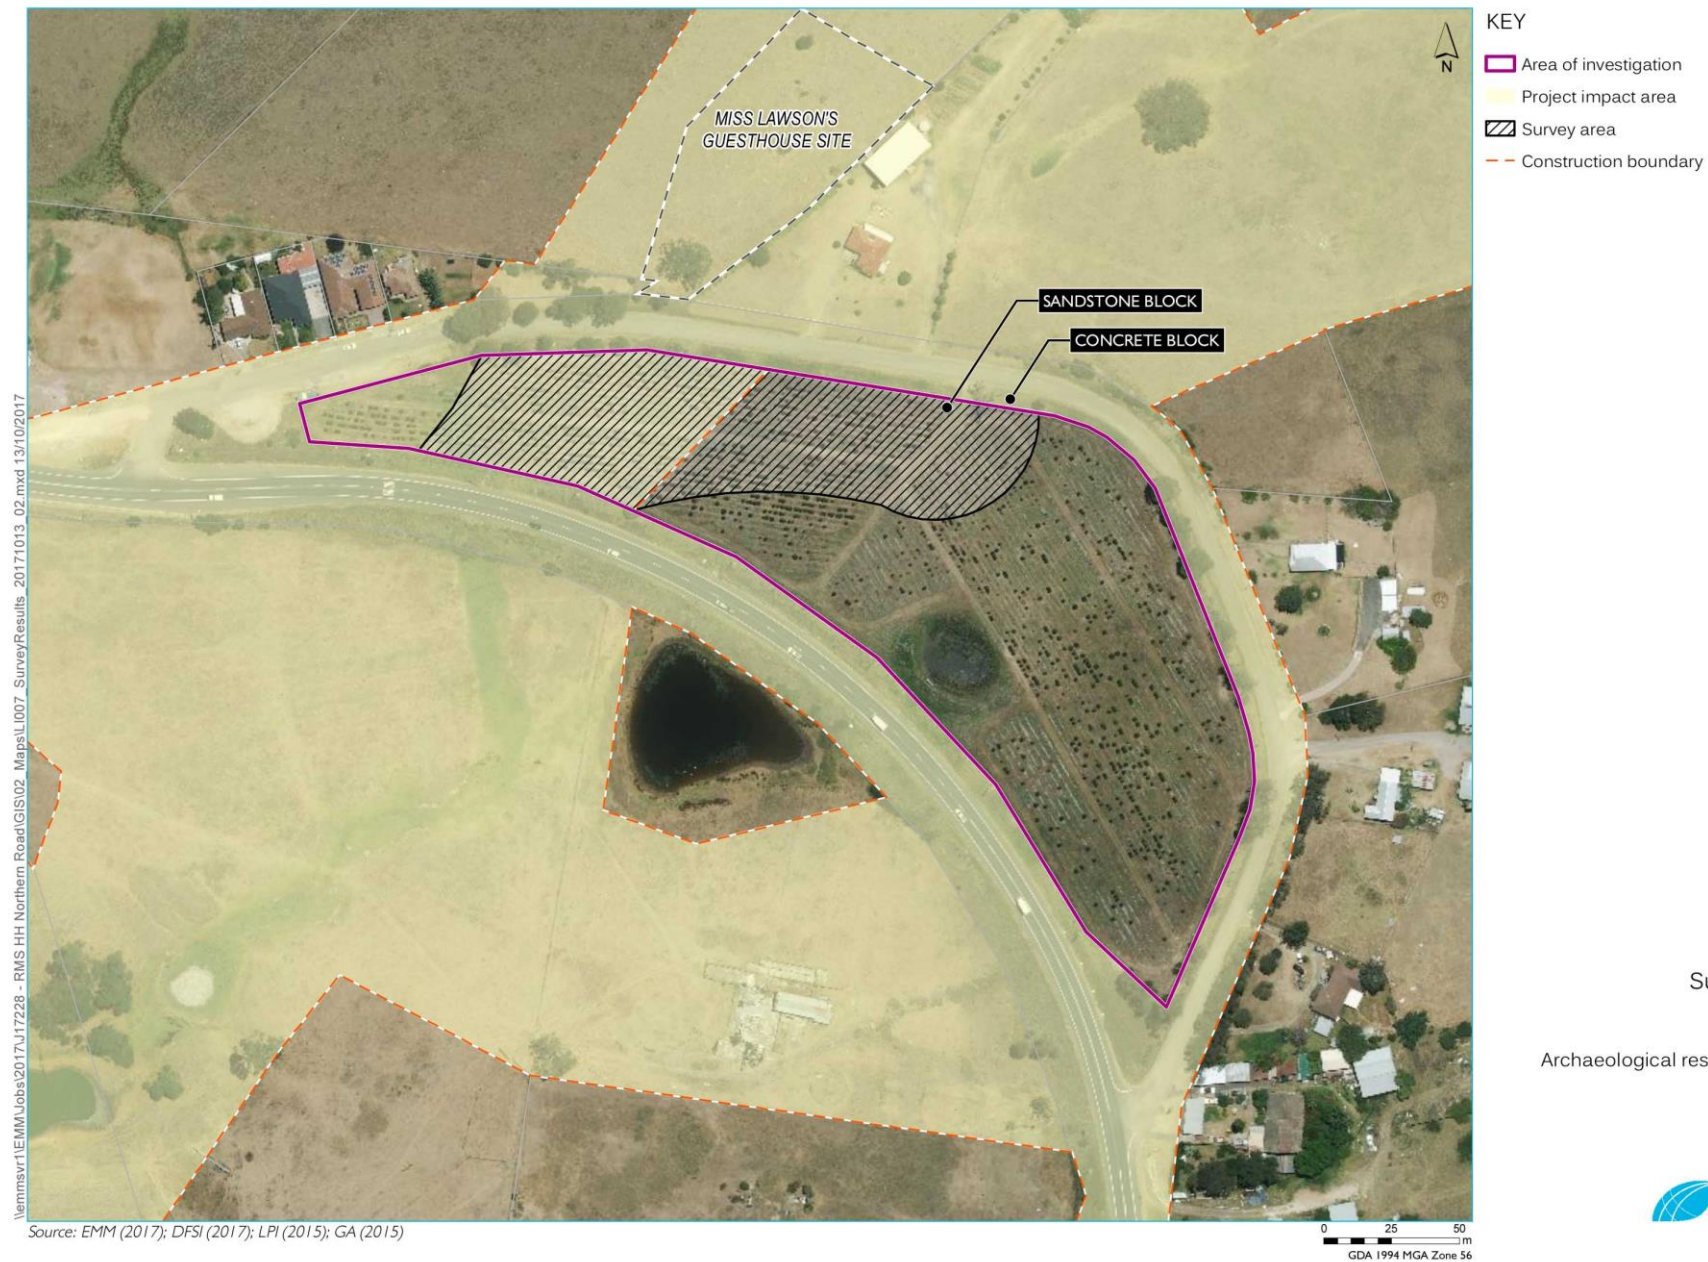 KEY
Area of investigation
Project impact area
Survey area
Construction boundary
N
MISS LAWSON'S
GUESTHOUSE SITE
SANDSTONE BLOCK
CONCRETE BLOCK
\\emmsvr1\EMM\Jobs\2017\J17228 - RMS HH Northern Road\GIS\02_Maps\LI007_SurveyResults_20171013_02.mxd 13/10/2017
Su
Archaeological res
Source: EMM (2017); DFSI (2017); LPI (2015); GA (2015)
0 25 50
m
GDA 1994 MGA Zone 56